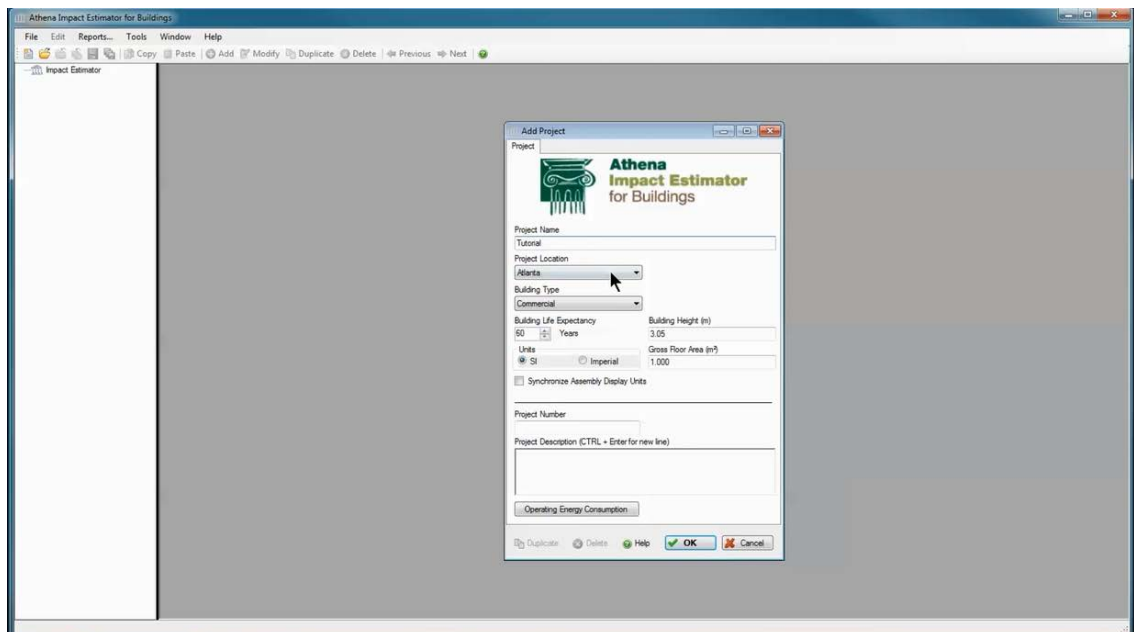 Athena Impact Estimator for Buildings
File Edit Reports... Tools Window Help
Copy Paste Add Modify Duplicate Delete Previous Next
Impact Estimator
Add Project
Project
Athena
Impact Estimator
for Buildings
Project Name
Tutorial
Project Location
Atlanta
Building Type
Commercial
Building Life Expectancy Building Height (m)
60 Years 3.05
Units Gross Floor Area (m²)
SI Imperial 1.000
Synchronize Assembly Display Units
Project Number
Project Description (CTRL + Enter for new line)
Operating Energy Consumption
Duplicate Delete Help OK Cancel